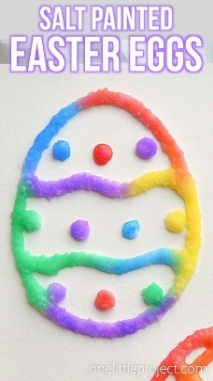 SALT PAINTED
EASTER EGGS
onelittleproject.com